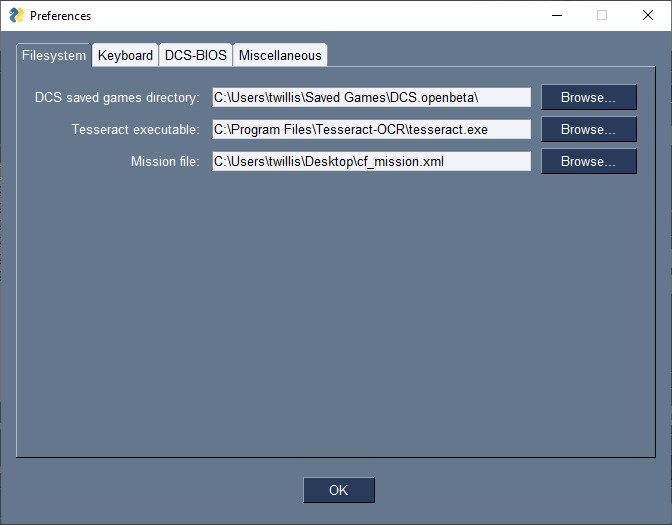 Preferences
Filesystem Keyboard DCS-BIOS Miscellaneous
DCS saved games directory: C:\Users\twillis\Saved Games\DCS.openbeta\ Browse...
Tesseract executable: C:\Program Files\Tesseract-OCR\tesseract.exe Browse...
Mission file: C:\Users\twillis\Desktop\cf_mission.xml Browse...
OK